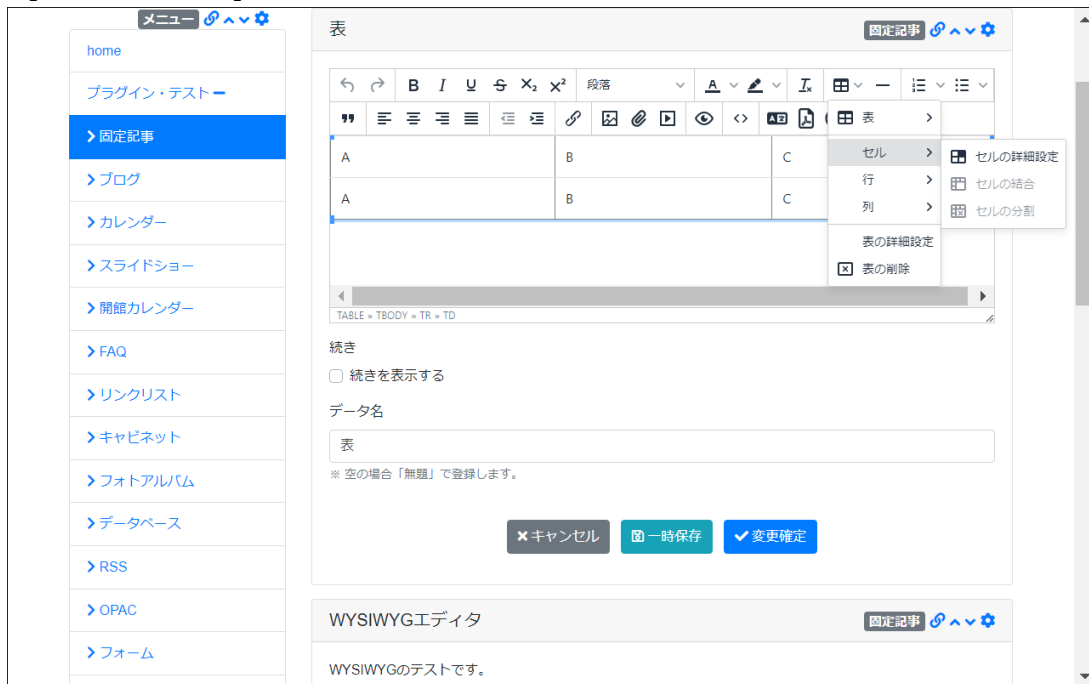 メニュー
home
プラグイン・テスト
固定記事
ブログ
カレンダー
スライドショー
開館カレンダー
FAQ
リンクリスト
キャビネット
フォトアルバム
データベース
RSS
OPAC
フォーム
表
固定記事
B I U S X₂ X² 段落 A Tx
表
A B C
A B C
セル
行
列
表の詳細設定
表の削除
セルの詳細設定
セルの結合
セルの分割
TABLE » TBODY » TR » TD
続き
続きを表示する
データ名
表
※ 空の場合「無題」で登録します。
キャンセル 一時保存 変更確定
WYSIWYGエディタ
固定記事
WYSIWYGのテストです。